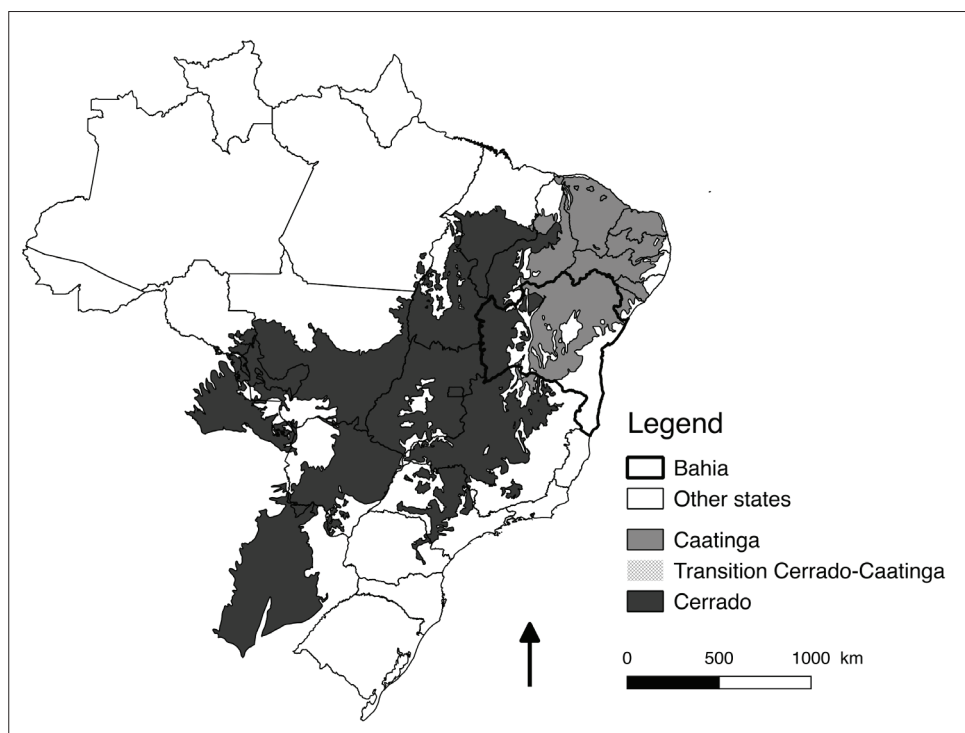 Legend
Bahia
Other states
Caatinga
Transition Cerrado-Caatinga
Cerrado
0 500 1000 km